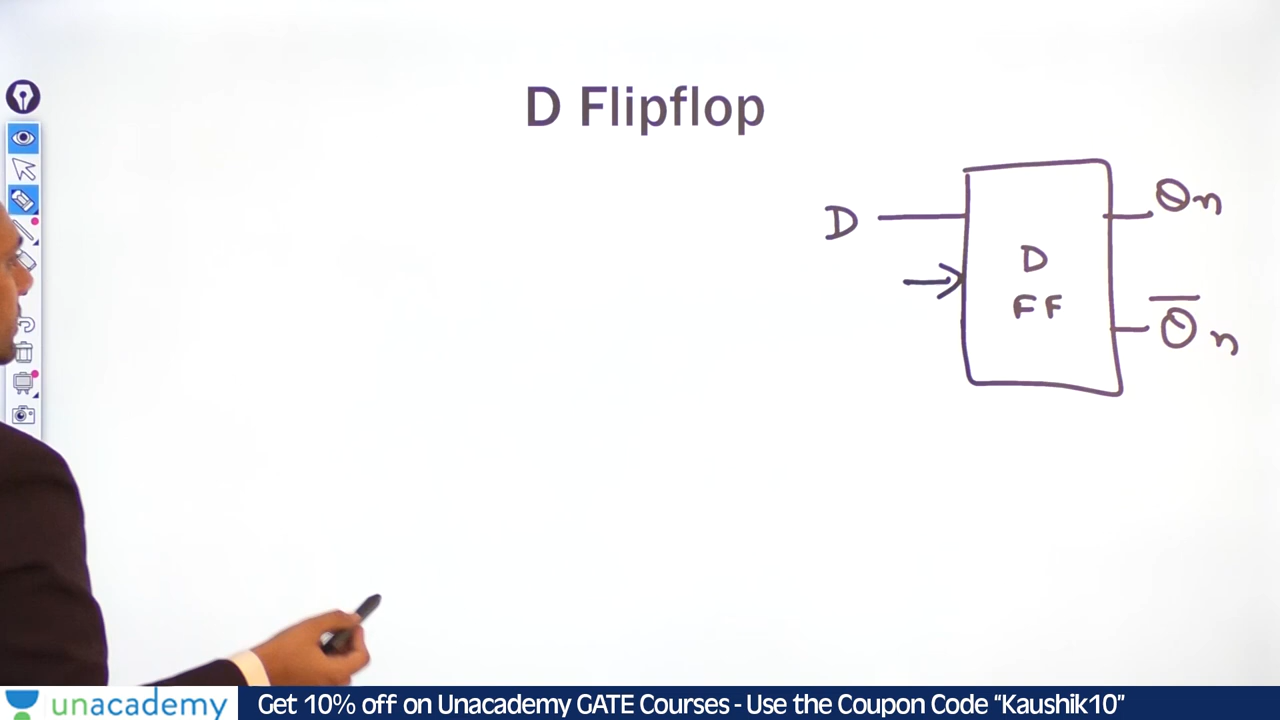 D Flipflop
D
Qn
D
FF
Q̅n
unacademy
Get 10% off on Unacademy GATE Courses - Use the Coupon Code “Kaushik10”